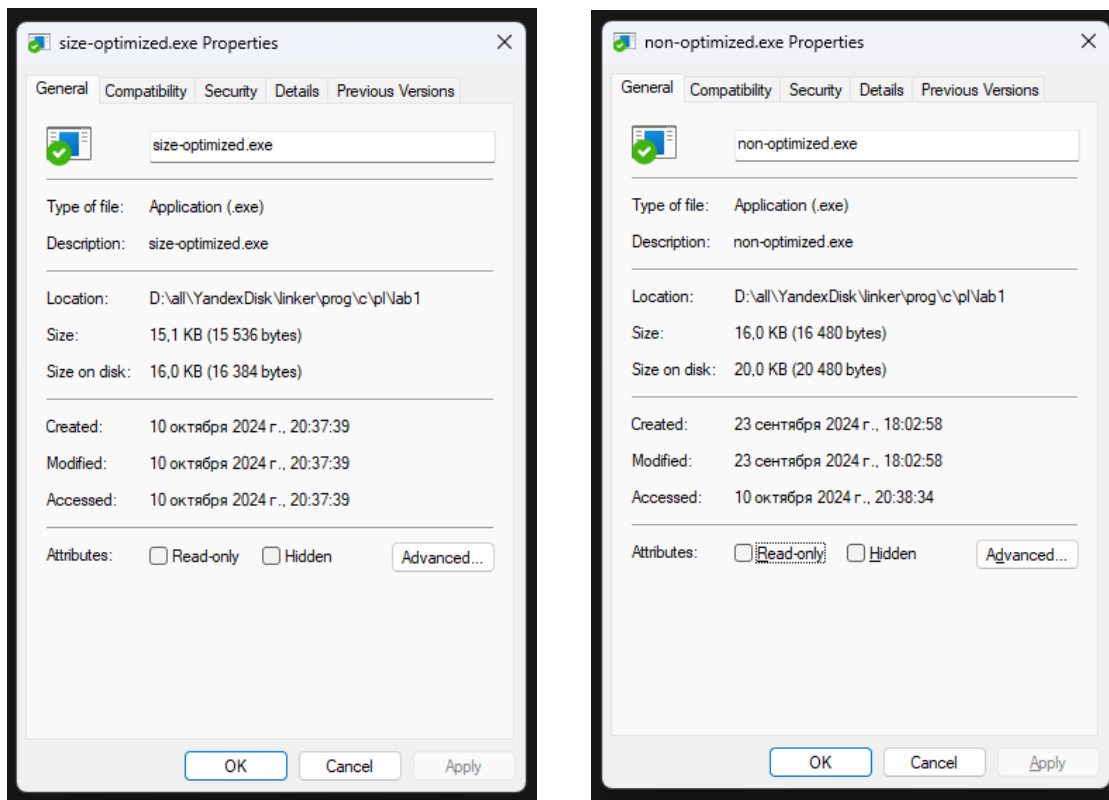 size-optimized.exe Properties
General Compatibility Security Details Previous Versions
size-optimized.exe
Type of file: Application (.exe)
Description: size-optimized.exe
Location: D:\all\YandexDisk\linker\prog\c\pl\lab1
Size: 15,1 KB (15 536 bytes)
Size on disk: 16,0 KB (16 384 bytes)
Created: 10 октября 2024 г., 20:37:39
Modified: 10 октября 2024 г., 20:37:39
Accessed: 10 октября 2024 г., 20:37:39
Attributes: Read-only Hidden Advanced...
OK Cancel Apply
non-optimized.exe Properties
General Compatibility Security Details Previous Versions
non-optimized.exe
Type of file: Application (.exe)
Description: non-optimized.exe
Location: D:\all\YandexDisk\linker\prog\c\pl\lab1
Size: 16,0 KB (16 480 bytes)
Size on disk: 20,0 KB (20 480 bytes)
Created: 23 сентября 2024 г., 18:02:58
Modified: 23 сентября 2024 г., 18:02:58
Accessed: 10 октября 2024 г., 20:38:34
Attributes: Read-only Hidden Advanced...
OK Cancel Apply